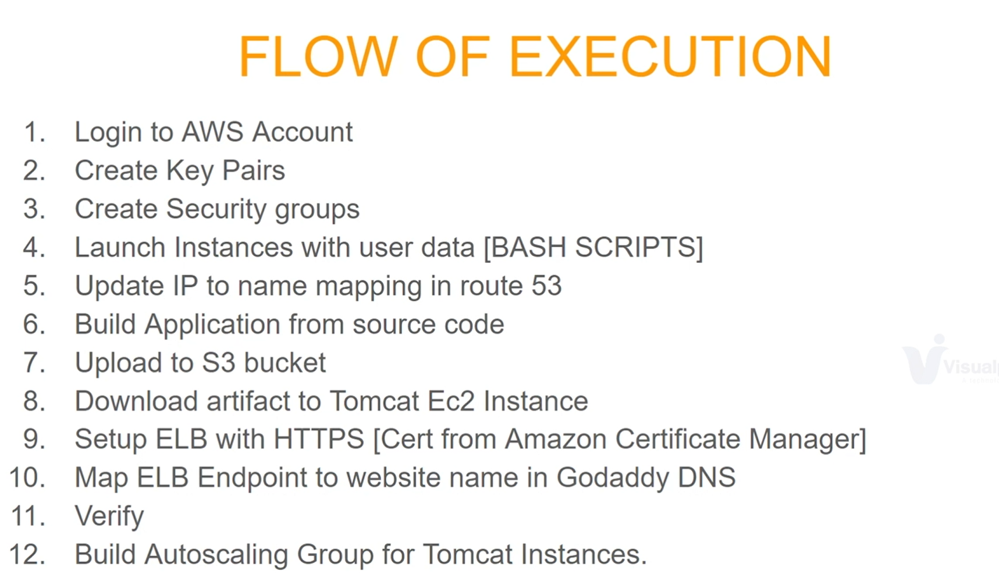 FLOW OF EXECUTION
1. Login to AWS Account
2. Create Key Pairs
3. Create Security groups
4. Launch Instances with user data [BASH SCRIPTS]
5. Update IP to name mapping in route 53
6. Build Application from source code
7. Upload to S3 bucket
8. Download artifact to Tomcat Ec2 Instance
9. Setup ELB with HTTPS [Cert from Amazon Certificate Manager]
10. Map ELB Endpoint to website name in Godaddy DNS
11. Verify
12. Build Autoscaling Group for Tomcat Instances.